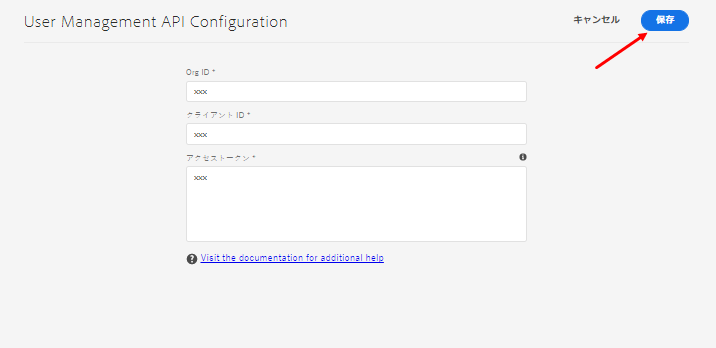 User Management API Configuration
キャンセル
保存
Org ID *
xxx
クライアント ID *
xxx
アクセストークン *
xxx
Visit the documentation for additional help